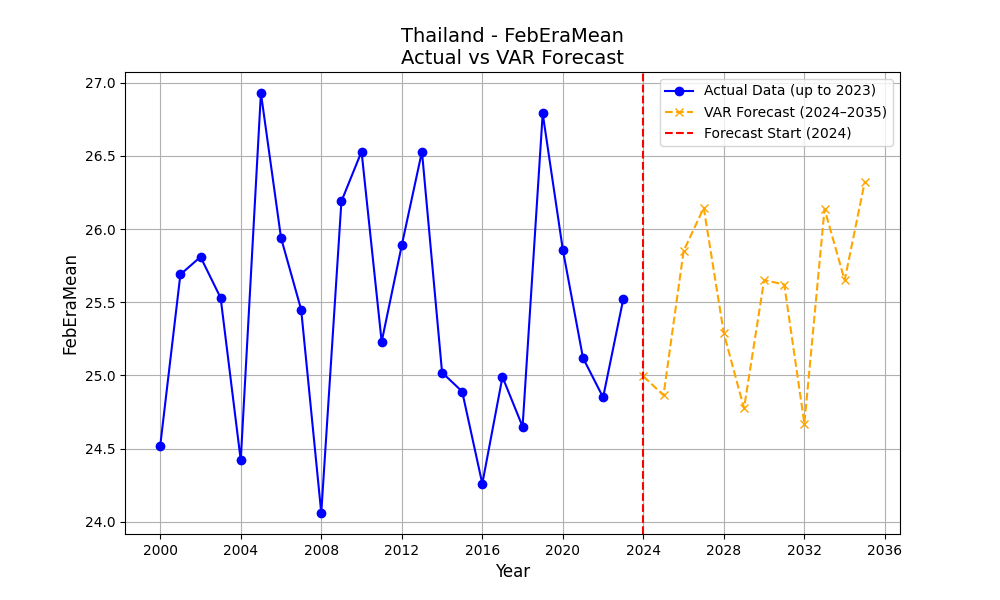 Thailand - FebEraMean
Actual vs VAR Forecast
Actual Data (up to 2023)
VAR Forecast (2024–2035)
Forecast Start (2024)
FebEraMean
27.0
26.5
26.0
25.5
25.0
24.5
24.0
2000 2004 2008 2012 2016 2020 2024 2028 2032 2036
Year